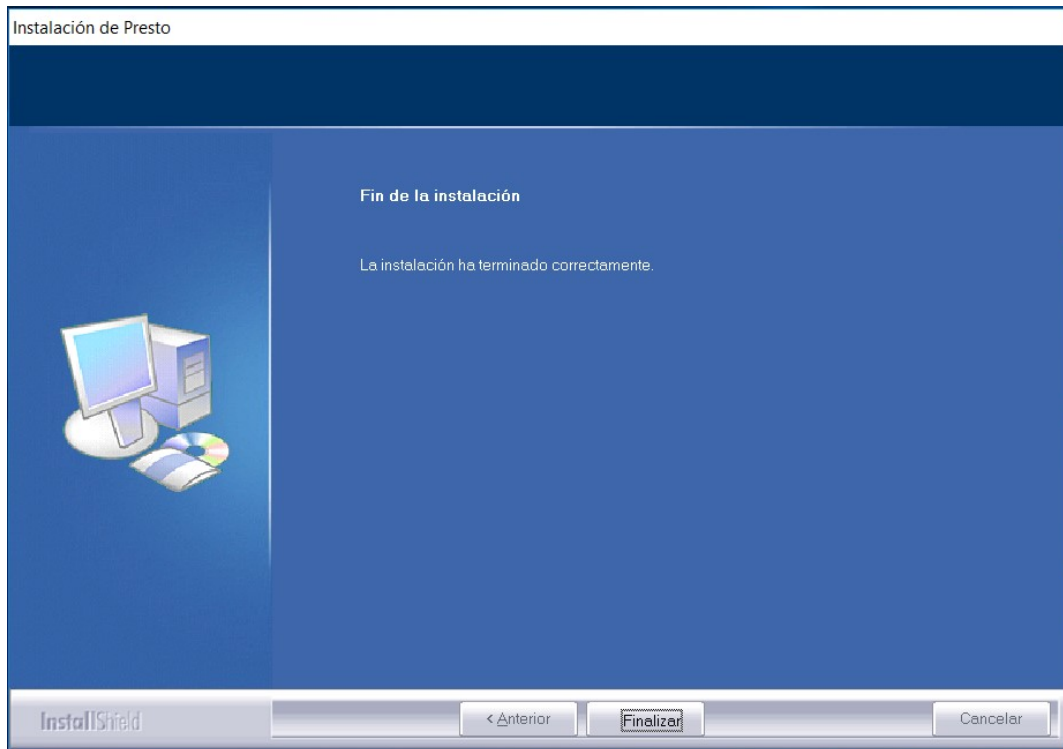 Instalación de Presto
Fin de la instalación
La instalación ha terminado correctamente.
InstallShield
< Anterior
Finalizar
Cancelar